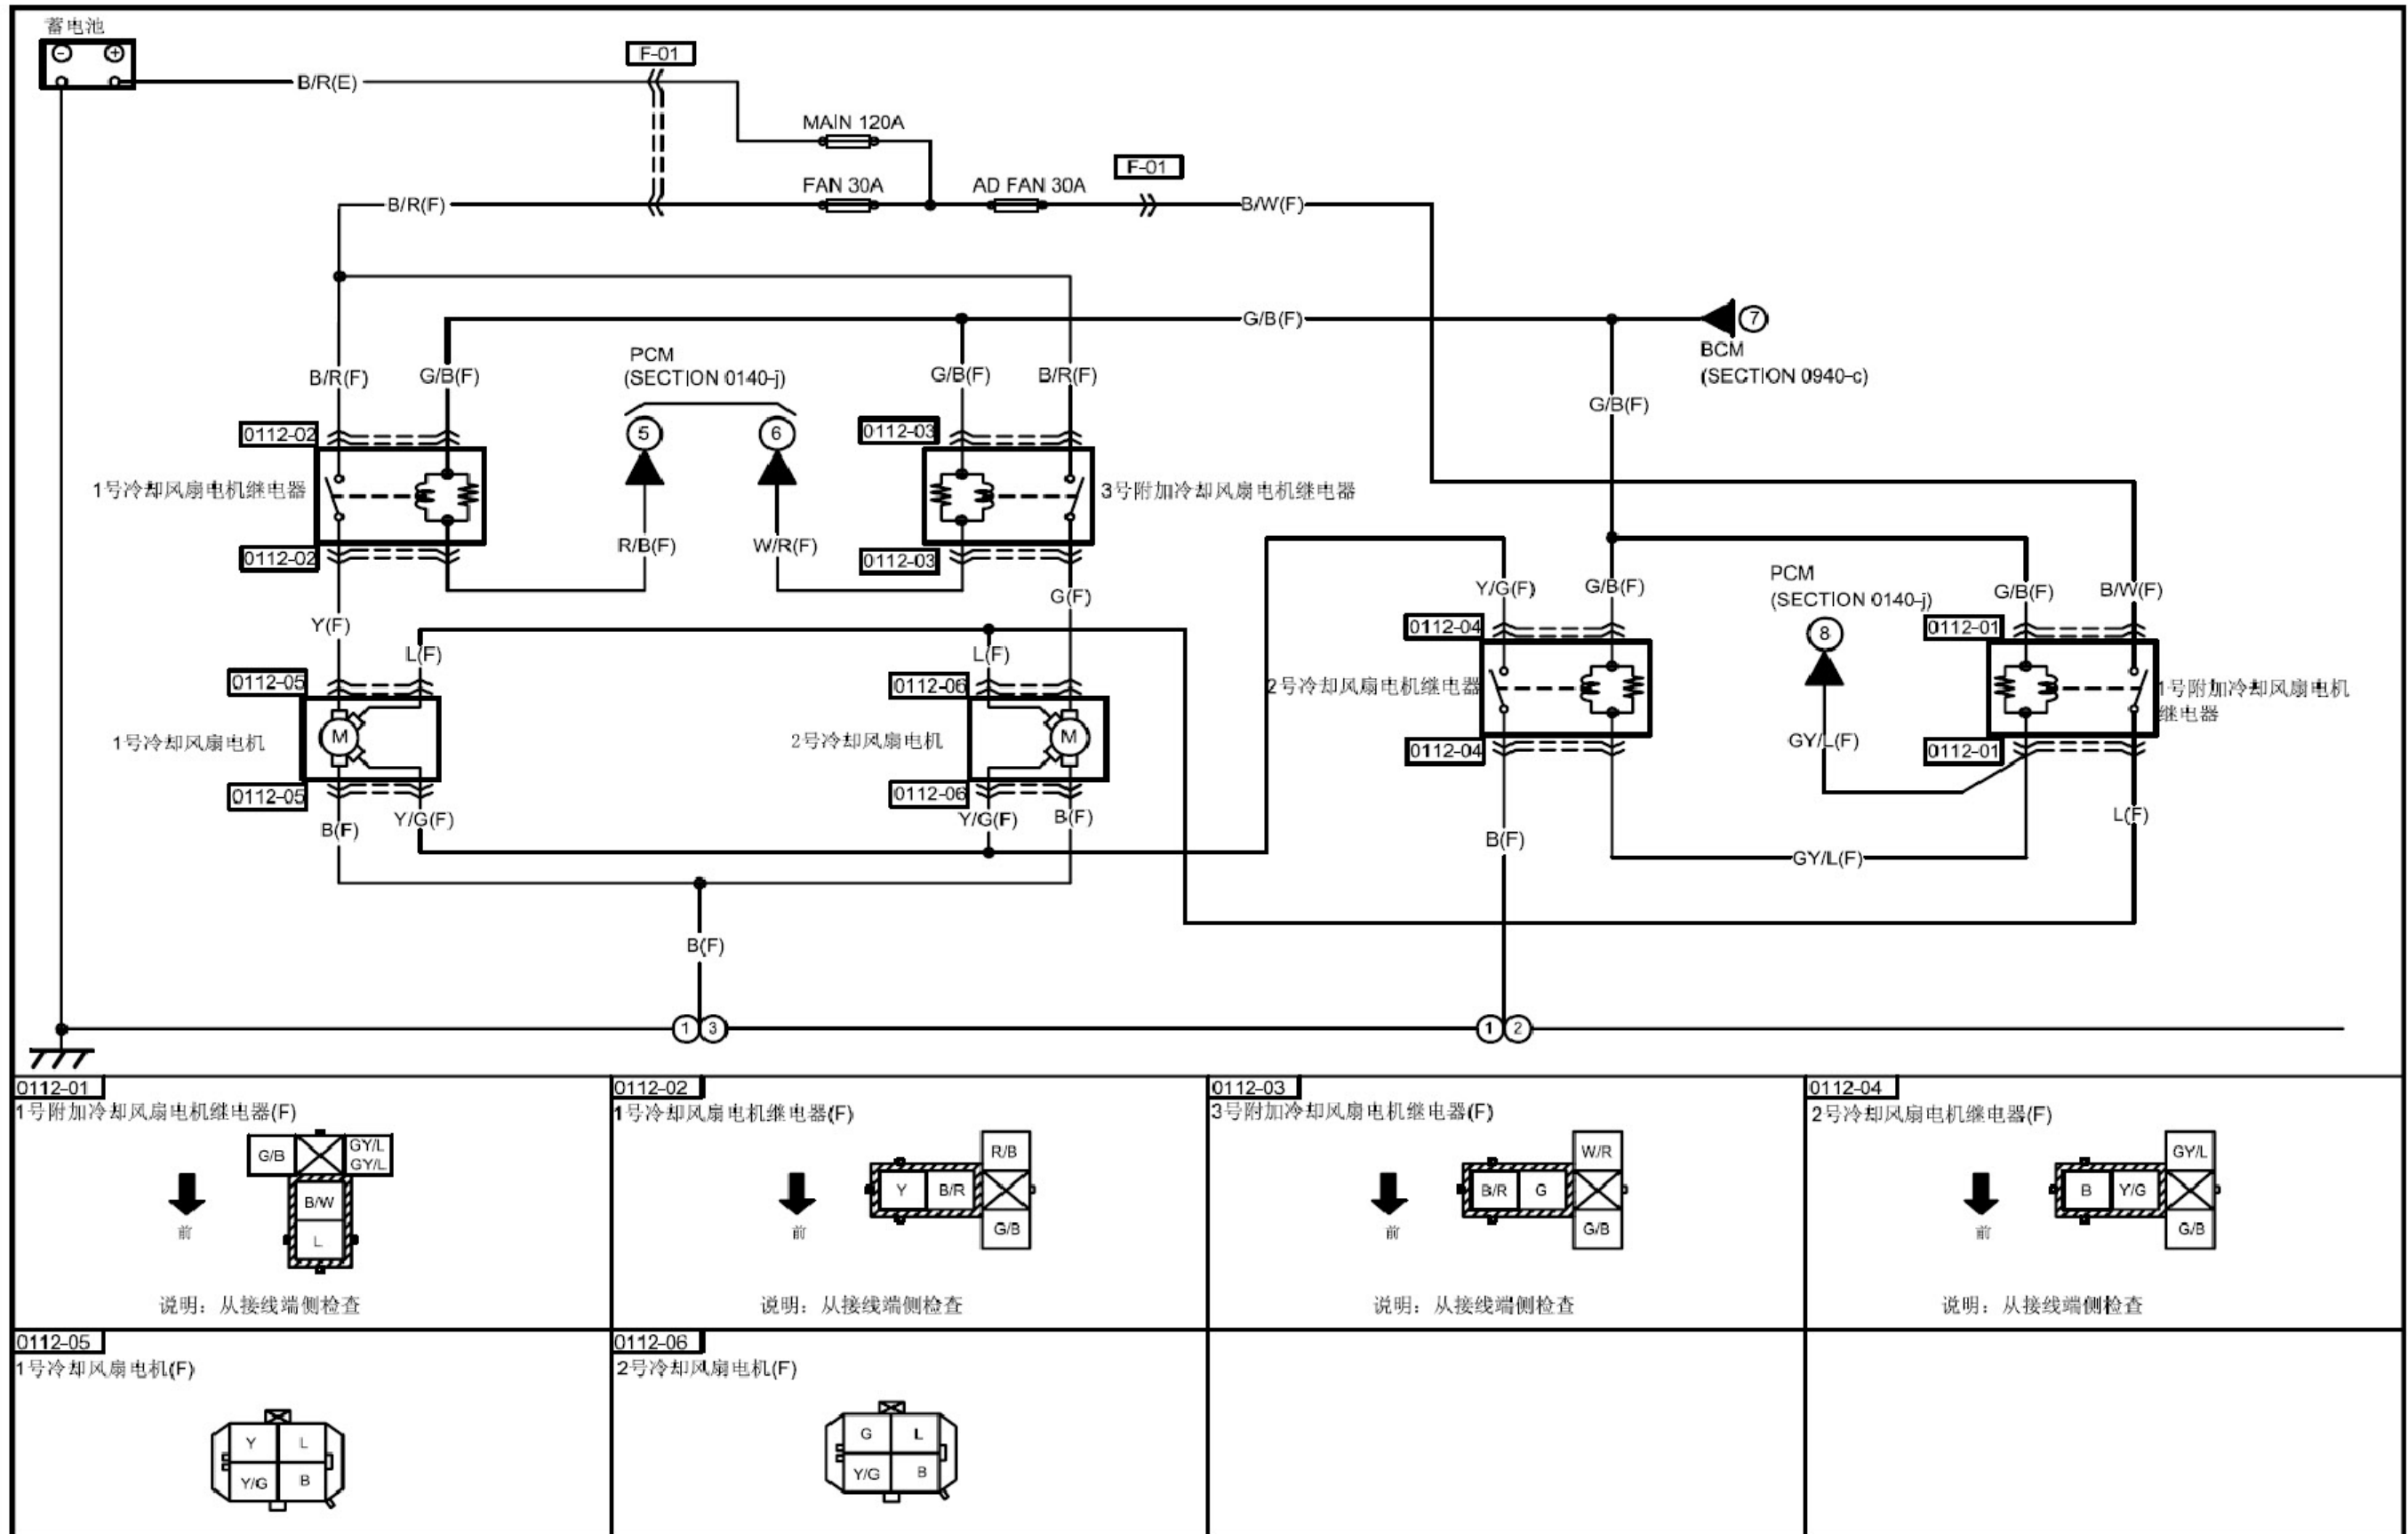 蓄电池
B/R(E)
F-01
MAIN 120A
FAN 30A
AD FAN 30A
F-01
B/R(F)
B/W(F)
G/B(F)
7
BCM
(SECTION 0940-c)
B/R(F)
G/B(F)
PCM
(SECTION 0140-j)
G/B(F)
B/R(F)
G/B(F)
0112-02
5
6
0112-03
1号冷却风扇电机继电器
3号附加冷却风扇电机继电器
0112-02
R/B(F)
W/R(F)
0112-03
G(F)
Y(F)
L(F)
L(F)
Y/G(F)
G/B(F)
PCM
(SECTION 0140-j)
G/B(F)
B/W(F)
0112-04
8
0112-01
0112-05
0112-06
2号冷却风扇电机继电器
1号附加冷却风扇电机
继电器
1号冷却风扇电机
M
2号冷却风扇电机
M
0112-04
GY/L(F)
0112-01
0112-05
0112-06
B(F)
Y/G(F)
Y/G(F)
B(F)
B(F)
L(F)
GY/L(F)
B(F)
1
3
1
2
0112-01
1号附加冷却风扇电机继电器(F)
G/B
GY/L
GY/L
B/W
L
前
说明：从接线端侧检查
0112-02
1号冷却风扇电机继电器(F)
R/B
Y
B/R
G/B
前
说明：从接线端侧检查
0112-03
3号附加冷却风扇电机继电器(F)
W/R
B/R
G
G/B
前
说明：从接线端侧检查
0112-04
2号冷却风扇电机继电器(F)
GY/L
B
Y/G
G/B
前
说明：从接线端侧检查
0112-05
1号冷却风扇电机(F)
Y
L
Y/G
B
0112-06
2号冷却风扇电机(F)
G
L
Y/G
B